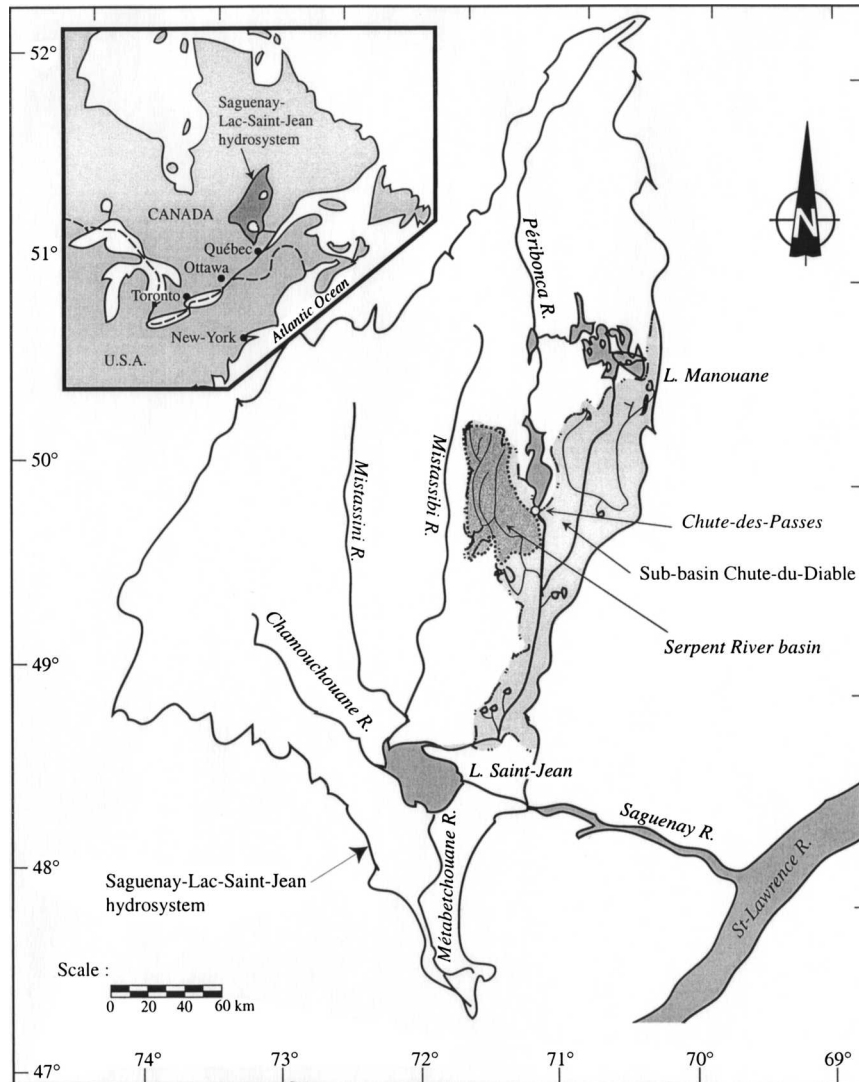 74°
73°
72°
71°
70°
69°
52°
51°
50°
49°
48°
47°
Saguenay-
Lac-Saint-Jean
hydrosystem
CANADA
Québec
Ottawa
Toronto
New-York
U.S.A.
Atlantic Ocean
N
Péribonca R.
L. Manouane
Mistassini R.
Mistassibi R.
Chute-des-Passes
Sub-basin Chute-du-Diable
Serpent River basin
Chamouchouane R.
L. Saint-Jean
Saguenay R.
St-Lawrence R.
Métabetchouane R.
Saguenay-Lac-Saint-Jean
hydrosystem
Scale :
0 20 40 60 km